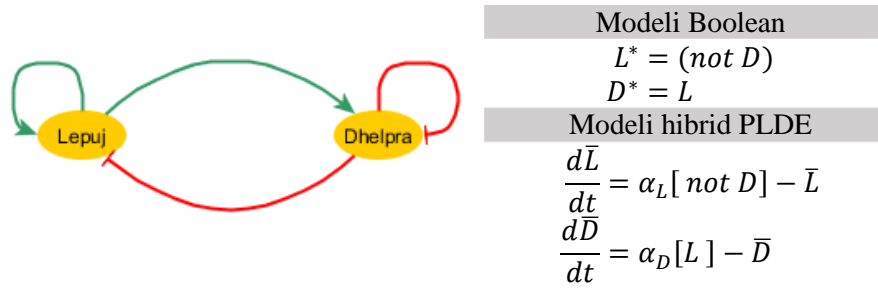 Lepuj
Dhelpra
Modeli Boolean
L* = (not D)
D* = L
Modeli hibrid PLDE
dL̅/dt = α_L[ not D] − L̅
dD̅/dt = α_D[L ] − D̅